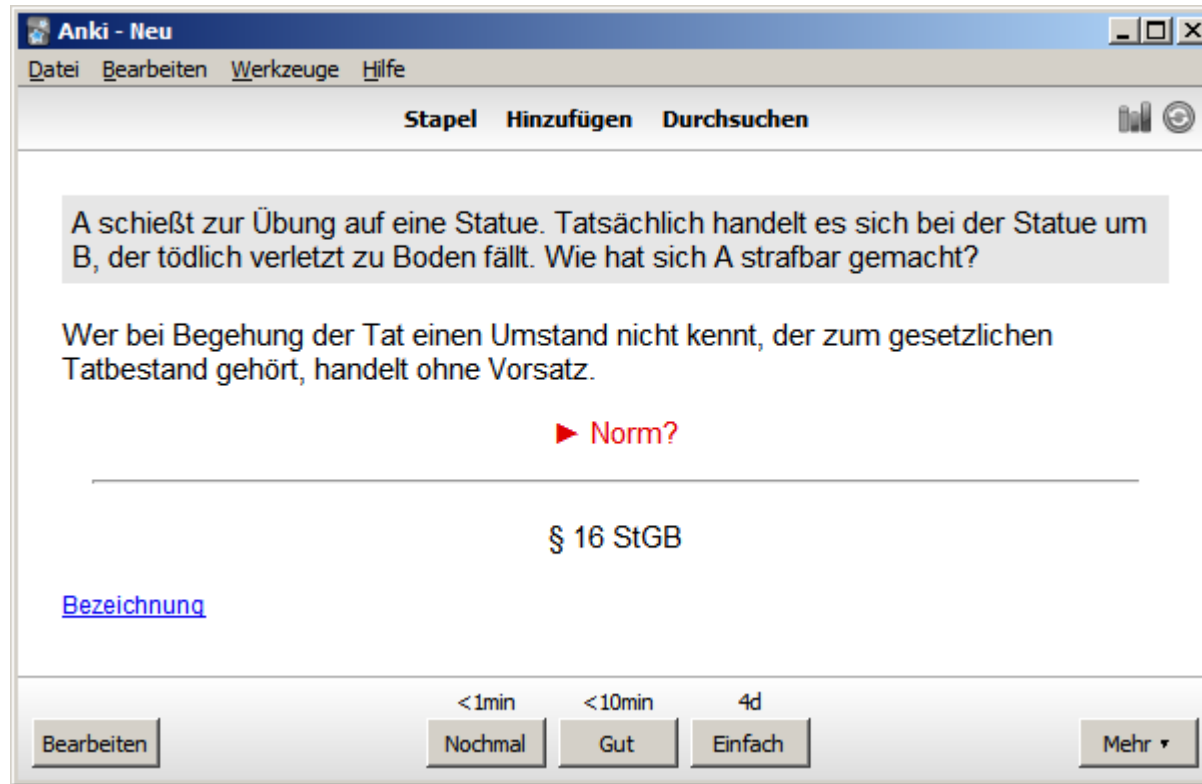 Anki - Neu
Datei Bearbeiten Werkzeuge Hilfe
Stapel Hinzufügen Durchsuchen
A schießt zur Übung auf eine Statue. Tatsächlich handelt es sich bei der Statue um
B, der tödlich verletzt zu Boden fällt. Wie hat sich A strafbar gemacht?
Wer bei Begehung der Tat einen Umstand nicht kennt, der zum gesetzlichen
Tatbestand gehört, handelt ohne Vorsatz.
► Norm?
§ 16 StGB
Bezeichnung
<1min <10min 4d
Bearbeiten Nochmal Gut Einfach Mehr ▾